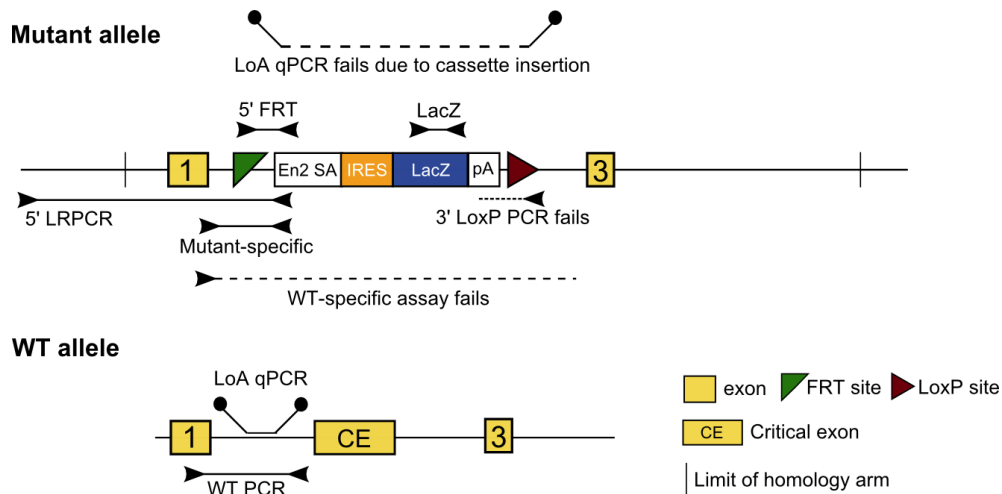 Mutant allele
LoA qPCR fails due to cassette insertion
5' FRT
LacZ
1
En2 SA
IRES
LacZ
pA
3
5' LRPCR
3' LoxP PCR fails
Mutant-specific
WT-specific assay fails
WT allele
LoA qPCR
1
CE
3
WT PCR
exon
FRT site
LoxP site
CE
Critical exon
Limit of homology arm